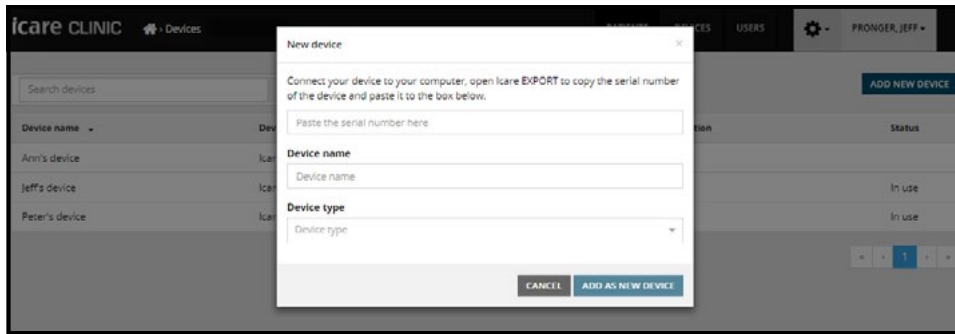 icare CLINIC
Devices
USERS
PRONGER, JEFF
New device
×
Search devices
ADD NEW DEVICE
Connect your device to your computer, open Icare EXPORT to copy the serial number
of the device and paste it to the box below.
Paste the serial number here
Device name
Status
Device name
Device name
Ann's device
Jeff's device
In use
Peter's device
In use
Device type
Device type
« ‹ 1 › »
CANCEL
ADD AS NEW DEVICE